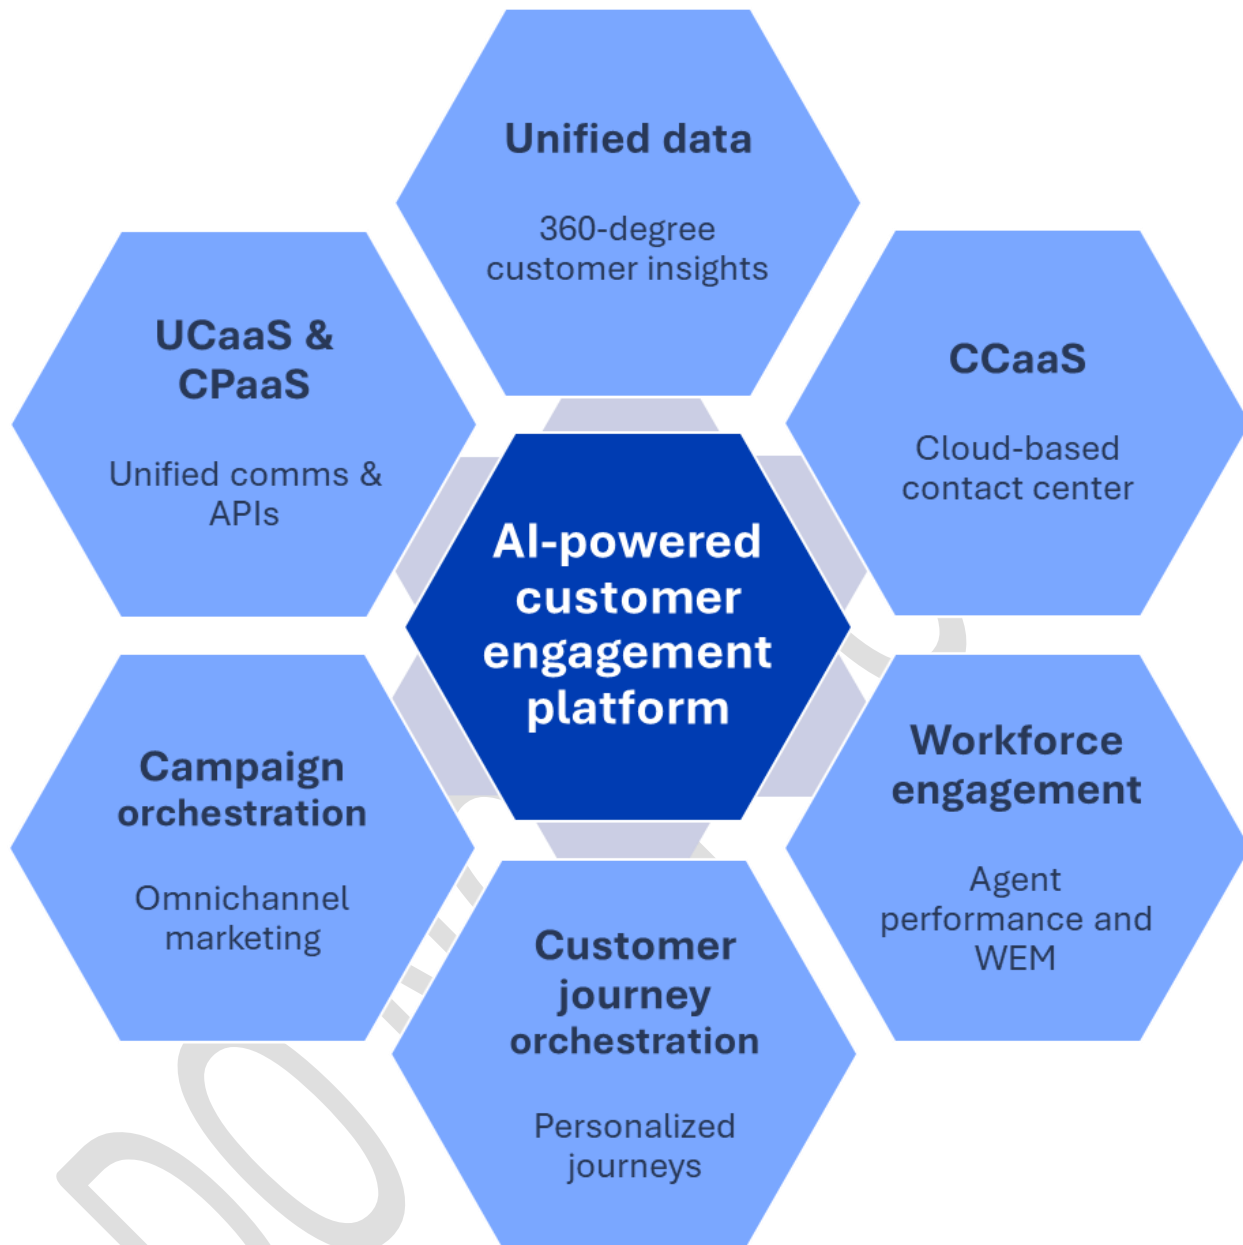 Unified data
360-degree
customer insights
UCaaS &
CPaaS
Unified comms &
APIs
CCaaS
Cloud-based
contact center
AI-powered
customer
engagement
platform
Campaign
orchestration
Omnichannel
marketing
Workforce
engagement
Agent
performance and
WEM
Customer
journey
orchestration
Personalized
journeys